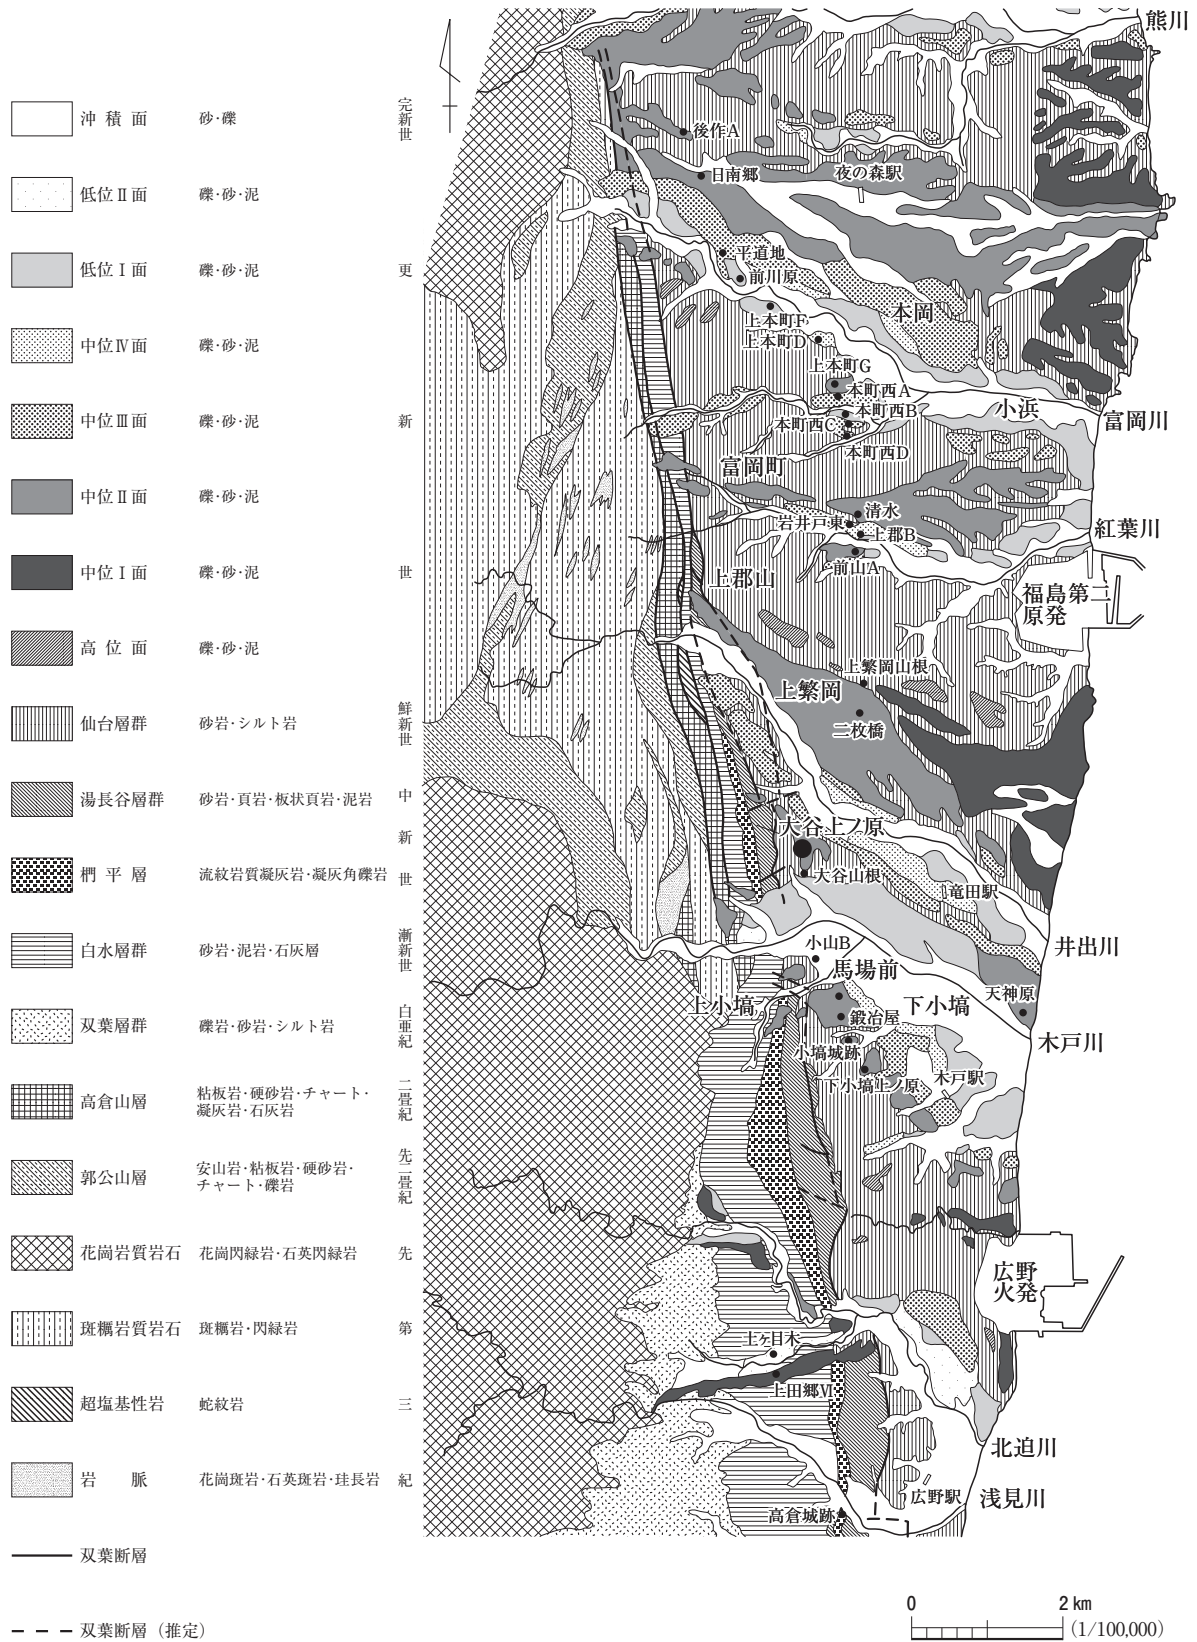 沖積面 砂・礫
低位Ⅱ面 礫・砂・泥
低位Ⅰ面 礫・砂・泥
中位Ⅳ面 礫・砂・泥
中位Ⅲ面 礫・砂・泥
中位Ⅱ面 礫・砂・泥
中位Ⅰ面 礫・砂・泥
高位面 礫・砂・泥
仙台層群 砂岩・シルト岩
湯長谷層群 砂岩・頁岩・板状頁岩・泥岩
椚平層 流紋岩質凝灰岩・凝灰角礫岩
白水層群 砂岩・泥岩・石灰層
双葉層群 礫岩・砂岩・シルト岩
高倉山層 粘板岩・硬砂岩・チャート・
凝灰岩・石灰岩
郭公山層 安山岩・粘板岩・硬砂岩・
チャート・礫岩
花崗岩質岩石 花崗閃緑岩・石英閃緑岩
斑糲岩質岩石 斑糲岩・閃緑岩
超塩基性岩 蛇紋岩
岩脈 花崗斑岩・石英斑岩・珪長岩
双葉断層
双葉断層（推定）
完新世
更新世
鮮新世
中新世
漸新世
白亜紀
二畳紀
先二畳紀
先第三紀
熊川
後作A
日南郷
夜の森駅
平道地
前川原
本岡
上本町F
上本町D
上本町G
本町西A
小浜
本町西B
富岡川
本町西C
本町西D
富岡町
清水
岩井戸東
紅葉川
上郡B
前山A
上郡山
福島第二
原発
上繁岡山根
上繁岡
二枚橋
大谷上ノ原
大谷山根
竜田駅
小山B
井出川
馬場前
天神原
上小塙
下小塙
鍛冶屋
木戸川
小塙城跡
下小塙上ノ原
木戸駅
広野
火発
土ヶ目木
上田郷Ⅵ
北迫川
広野駅
浅見川
高倉城跡
0 2 km
(1/100,000)